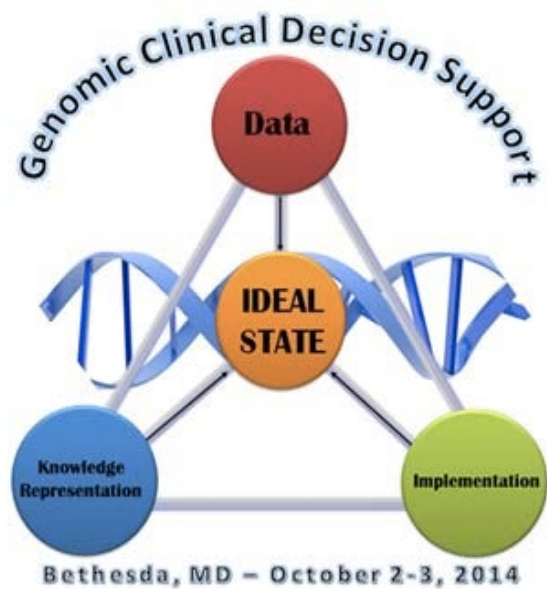 Genomic Clinical Decision Support
Data
IDEAL
STATE
Knowledge
Representation
Implementation
Bethesda, MD – October 2-3, 2014